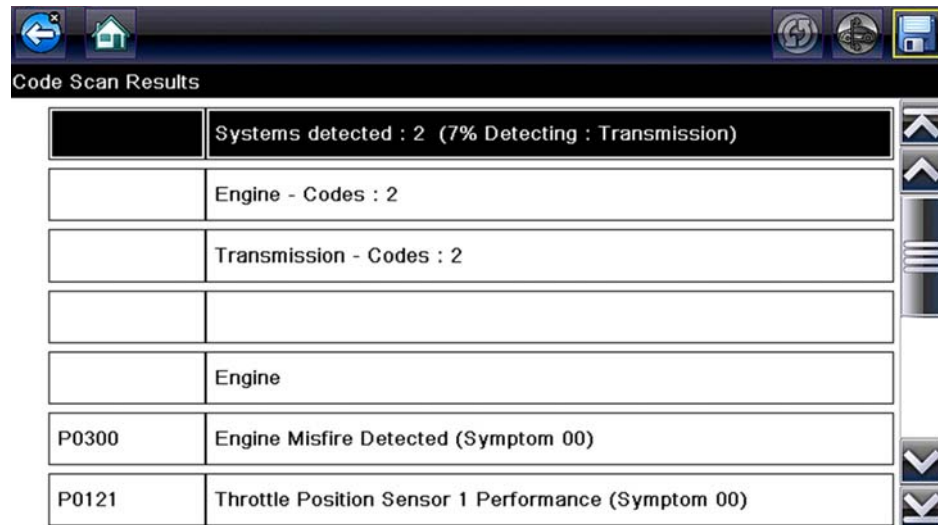 Code Scan Results
Systems detected : 2 (7% Detecting : Transmission)
Engine - Codes : 2
Transmission - Codes : 2
Engine
P0300 Engine Misfire Detected (Symptom 00)
P0121 Throttle Position Sensor 1 Performance (Symptom 00)